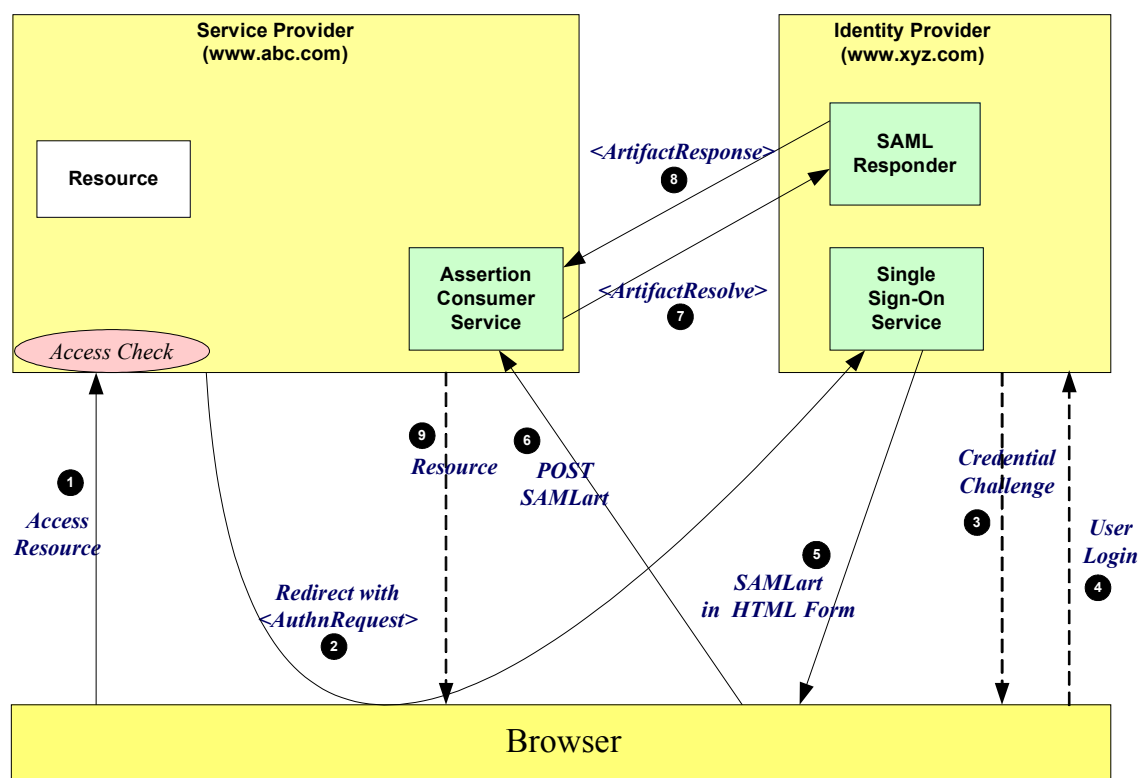 Service Provider
(www.abc.com)
Identity Provider
(www.xyz.com)
Resource
SAML
Responder
<ArtifactResponse>
8
Assertion
Consumer
Service
<ArtifactResolve>
7
Single
Sign-On
Service
Access Check
1
Access
Resource
9
Resource
6
POST
SAMLart
Credential
Challenge
3
User
Login
4
5
SAMLart
in HTML Form
Redirect with
<AuthnRequest>
2
Browser